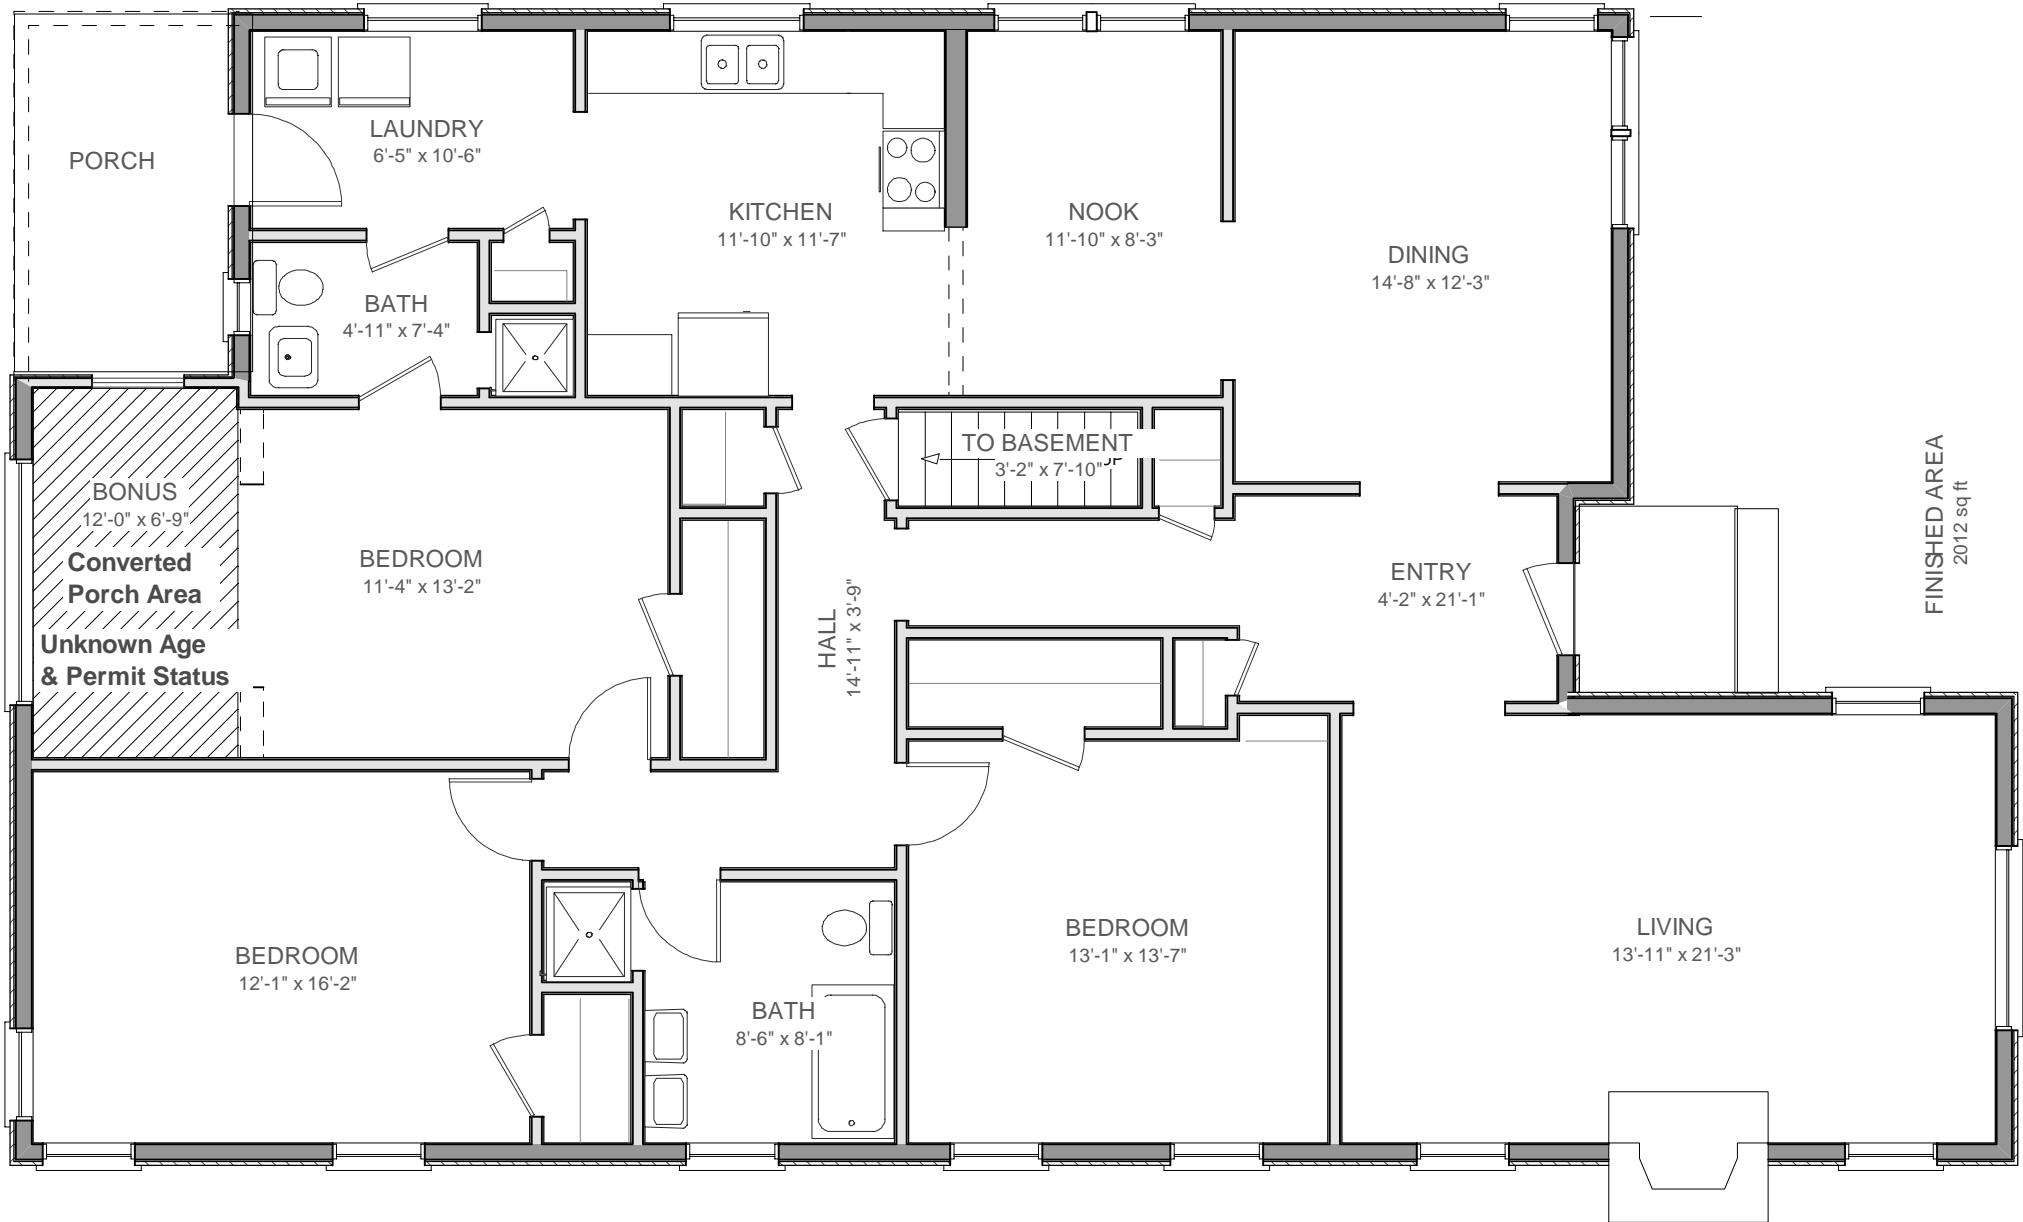 LAUNDRY
6'-5" x 10'-6"
PORCH
KITCHEN
11'-10" x 11'-7"
NOOK
11'-10" x 8'-3"
DINING
14'-8" x 12'-3"
BATH
4'-11" x 7'-4"
TO BASEMENT
3'-2" x 7'-10"
BONUS
12'-0" x 6'-9"
Converted
Porch Area
Unknown Age
& Permit Status
BEDROOM
11'-4" x 13'-2"
HALL
14'-11" x 3'-9"
ENTRY
4'-2" x 21'-1"
FINISHED AREA
2012 sq ft
BEDROOM
12'-1" x 16'-2"
BATH
8'-6" x 8'-1"
BEDROOM
13'-1" x 13'-7"
LIVING
13'-11" x 21'-3"